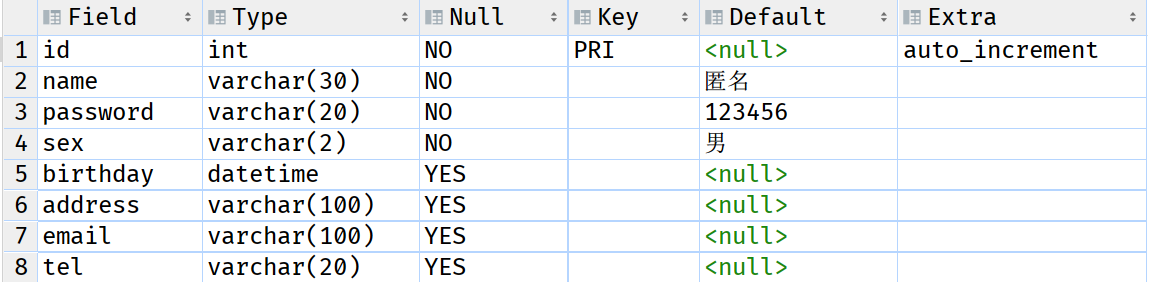 Field Type Null Key Default Extra
1 id int NO PRI <null> auto_increment
2 name varchar(30) NO 匿名
3 password varchar(20) NO 123456
4 sex varchar(2) NO 男
5 birthday datetime YES <null>
6 address varchar(100) YES <null>
7 email varchar(100) YES <null>
8 tel varchar(20) YES <null>